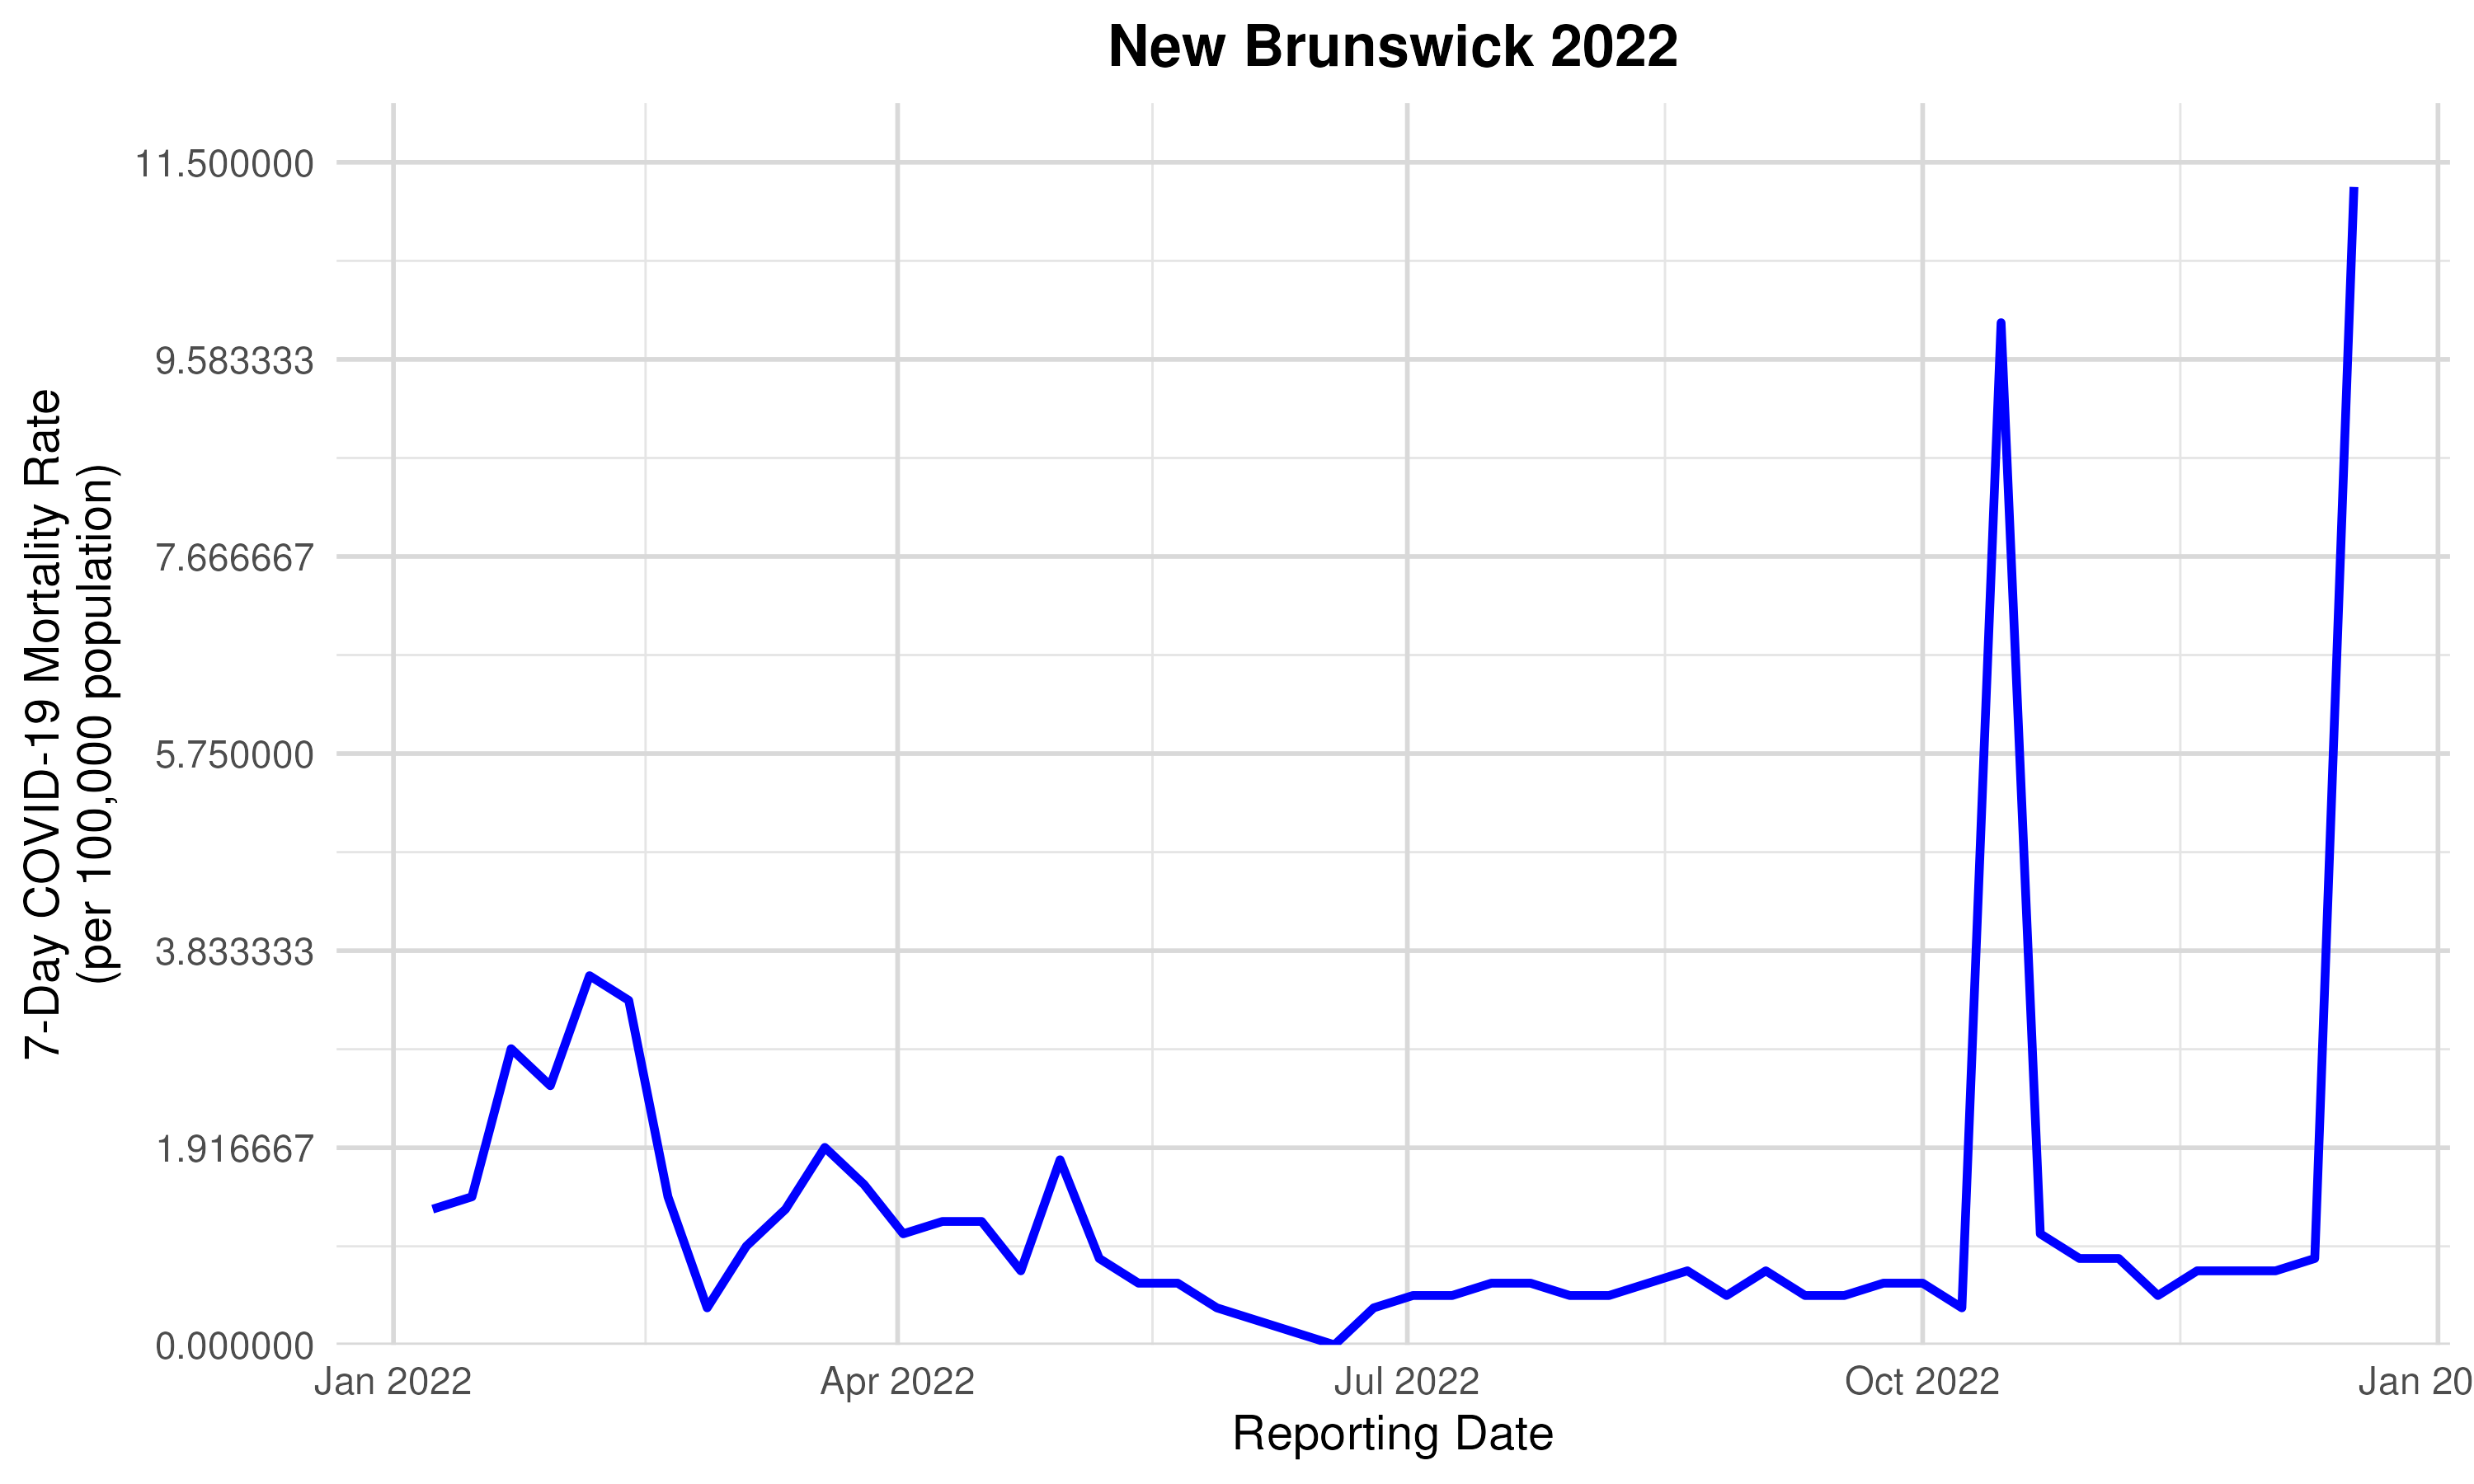 New Brunswick 2022
7-Day COVID-19 Mortality Rate
(per 100,000 population)
11.500000
9.583333
7.666667
5.750000
3.833333
1.916667
0.000000
Jan 2022 Apr 2022 Jul 2022 Oct 2022 Jan 20
Reporting Date